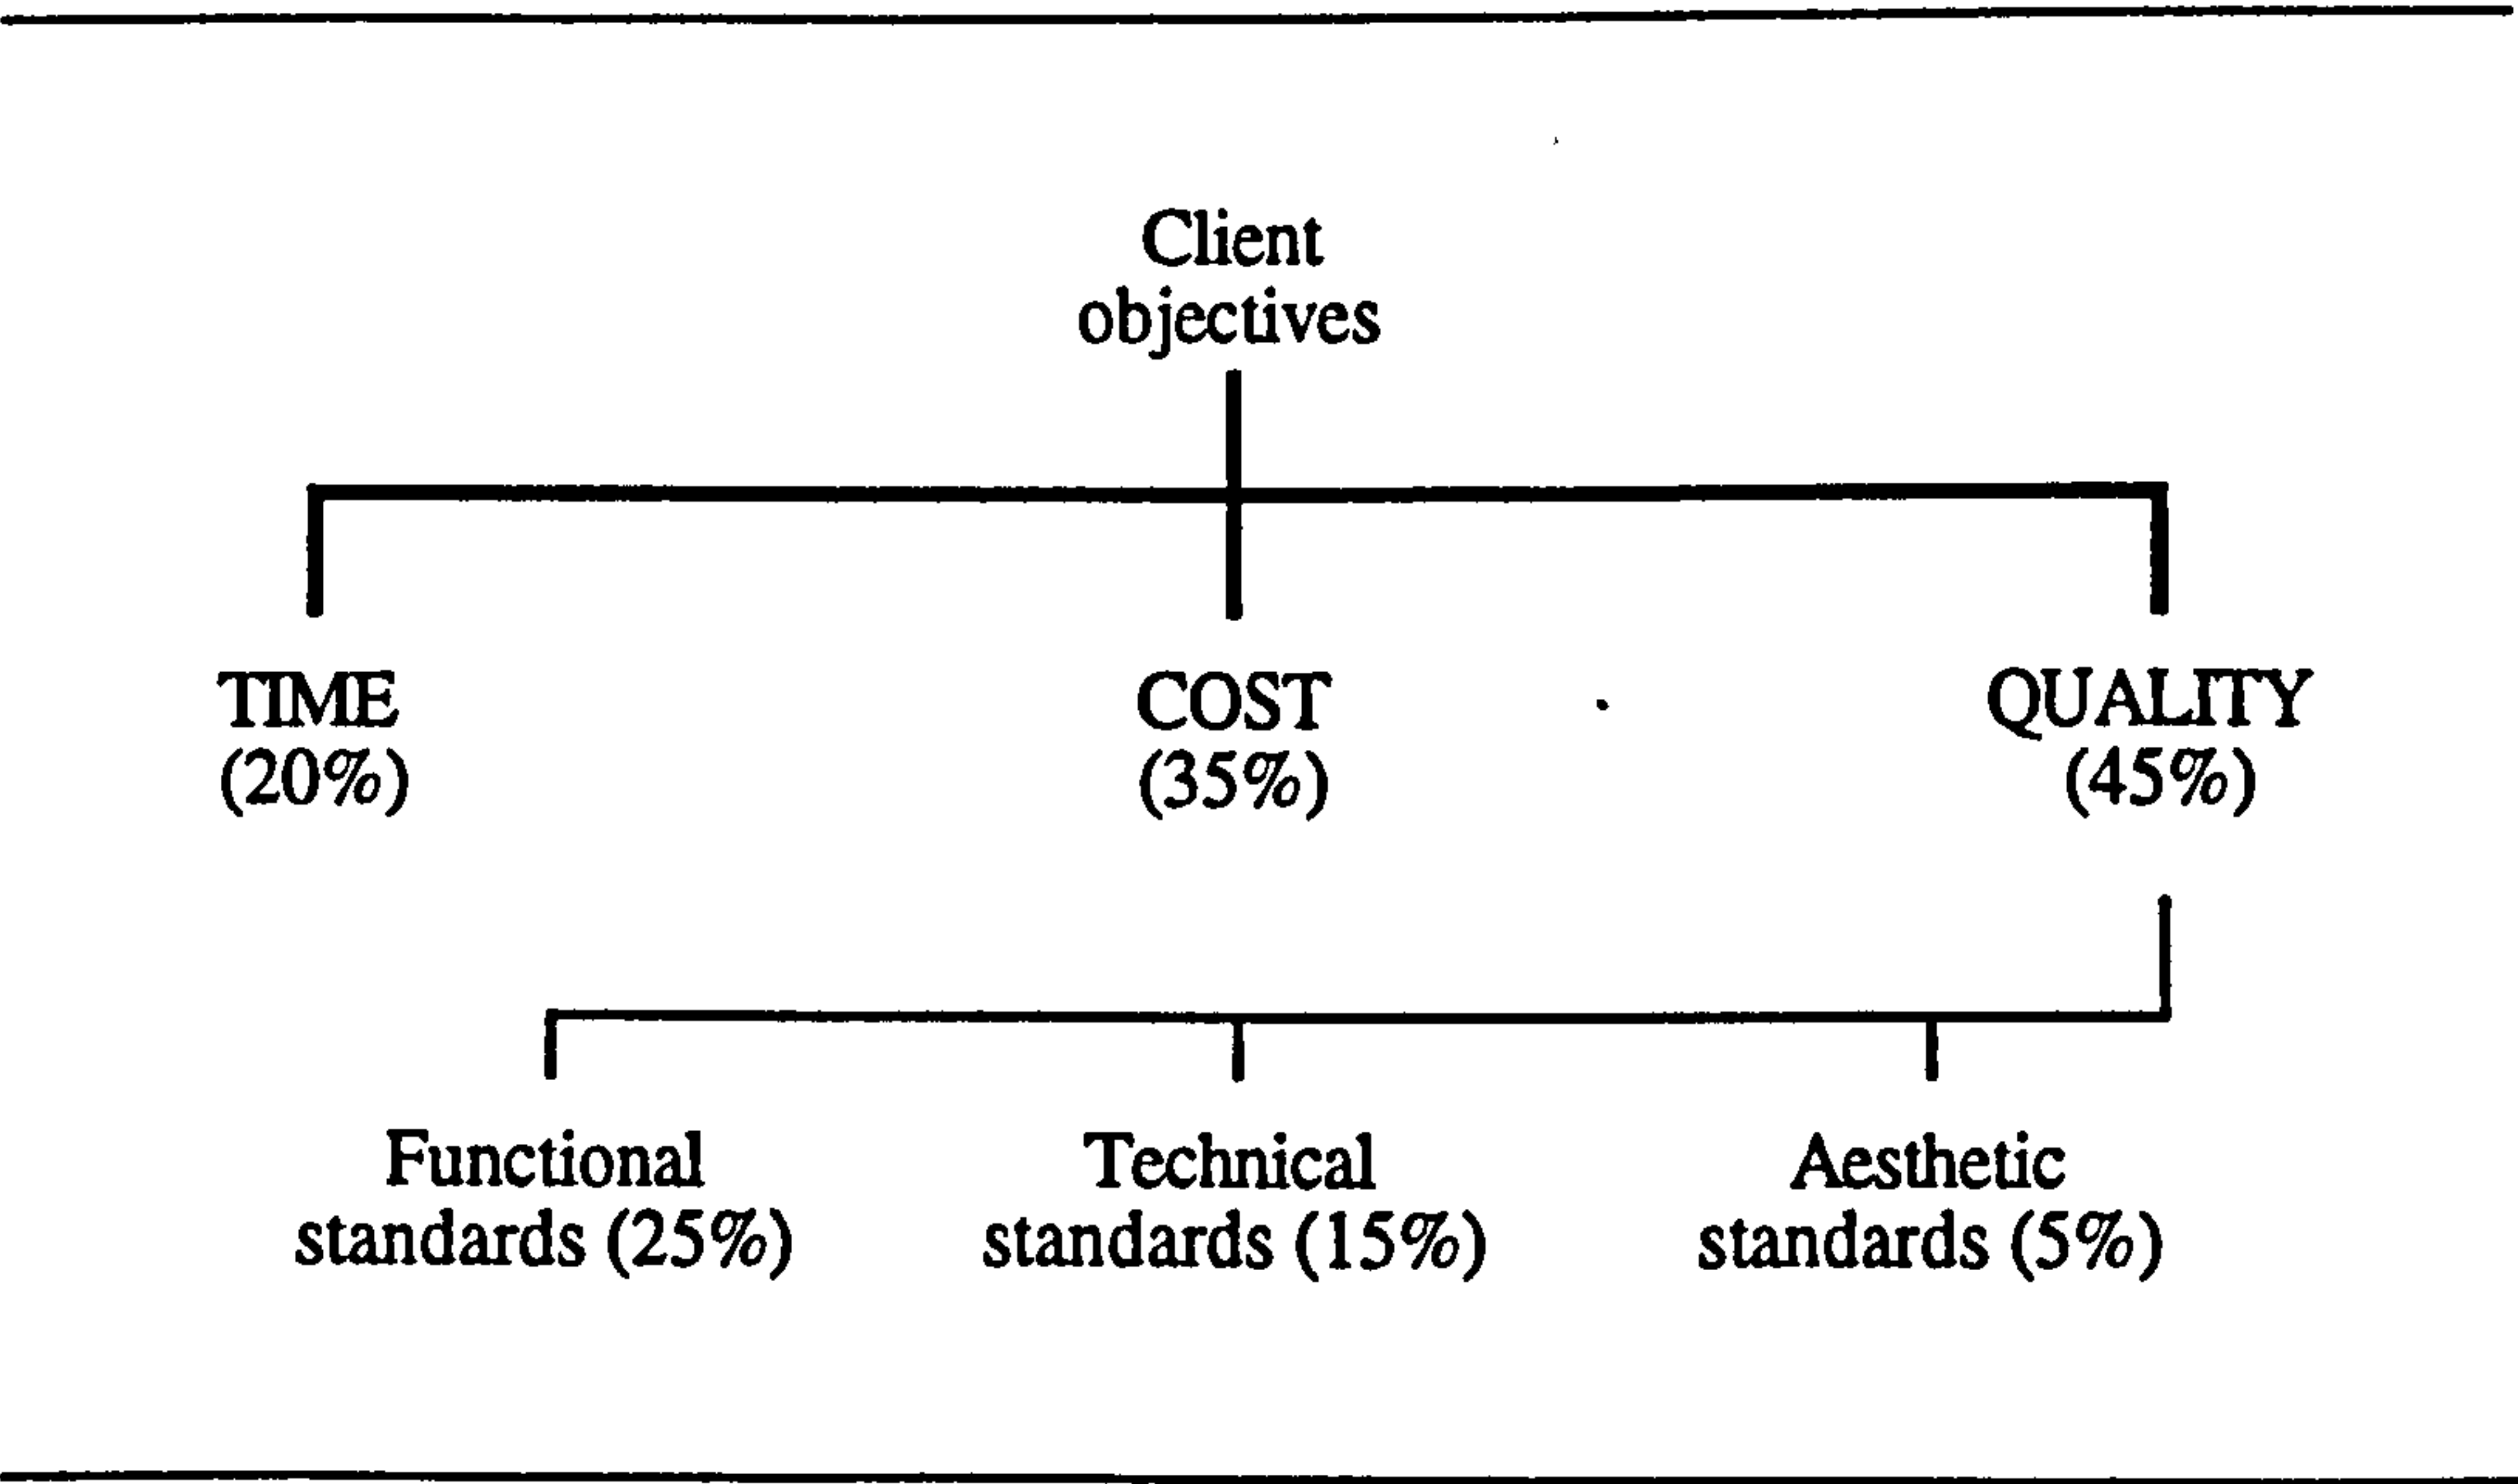 Client
objectives
TIME
(20%)
COST
(35%)
QUALITY
(45%)
Functional
standards (25%)
Technical
standards (15%)
Aesthetic
standards (5%)